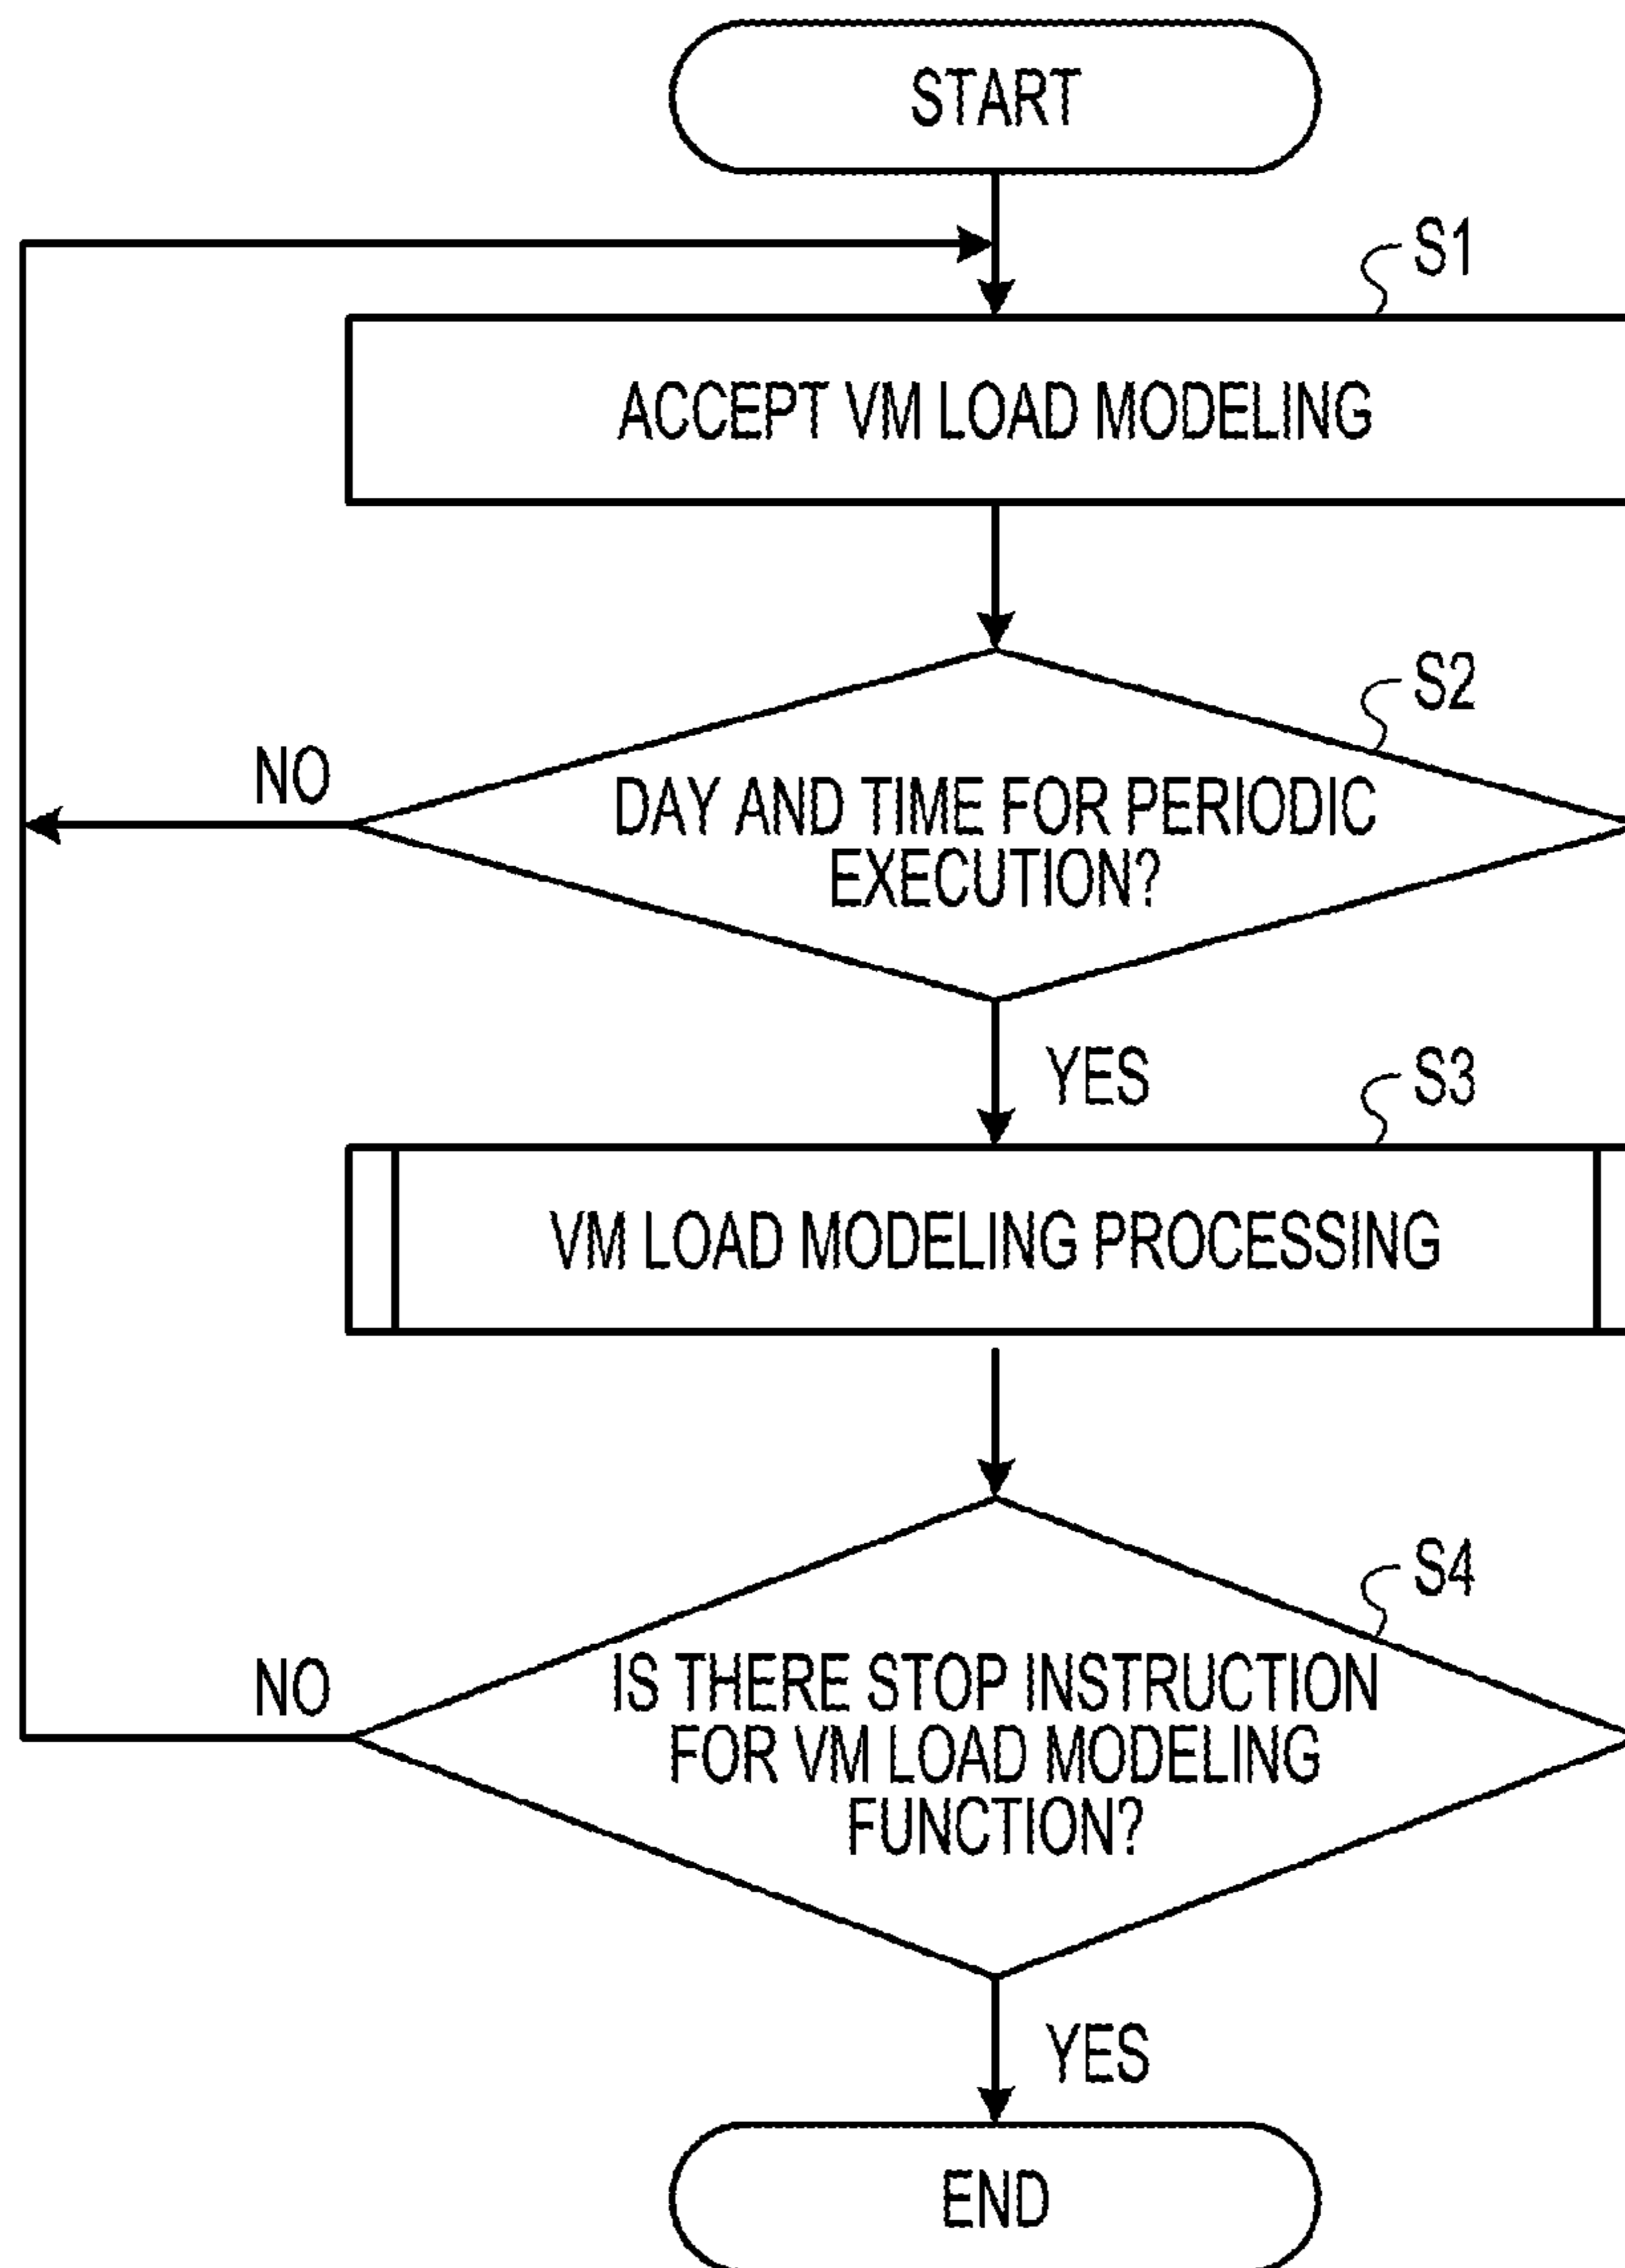 START
S1
ACCEPT VM LOAD MODELING
S2
NO
DAY AND TIME FOR PERIODIC
EXECUTION?
YES
S3
VM LOAD MODELING PROCESSING
S4
NO
IS THERE STOP INSTRUCTION
FOR VM LOAD MODELING
FUNCTION?
YES
END